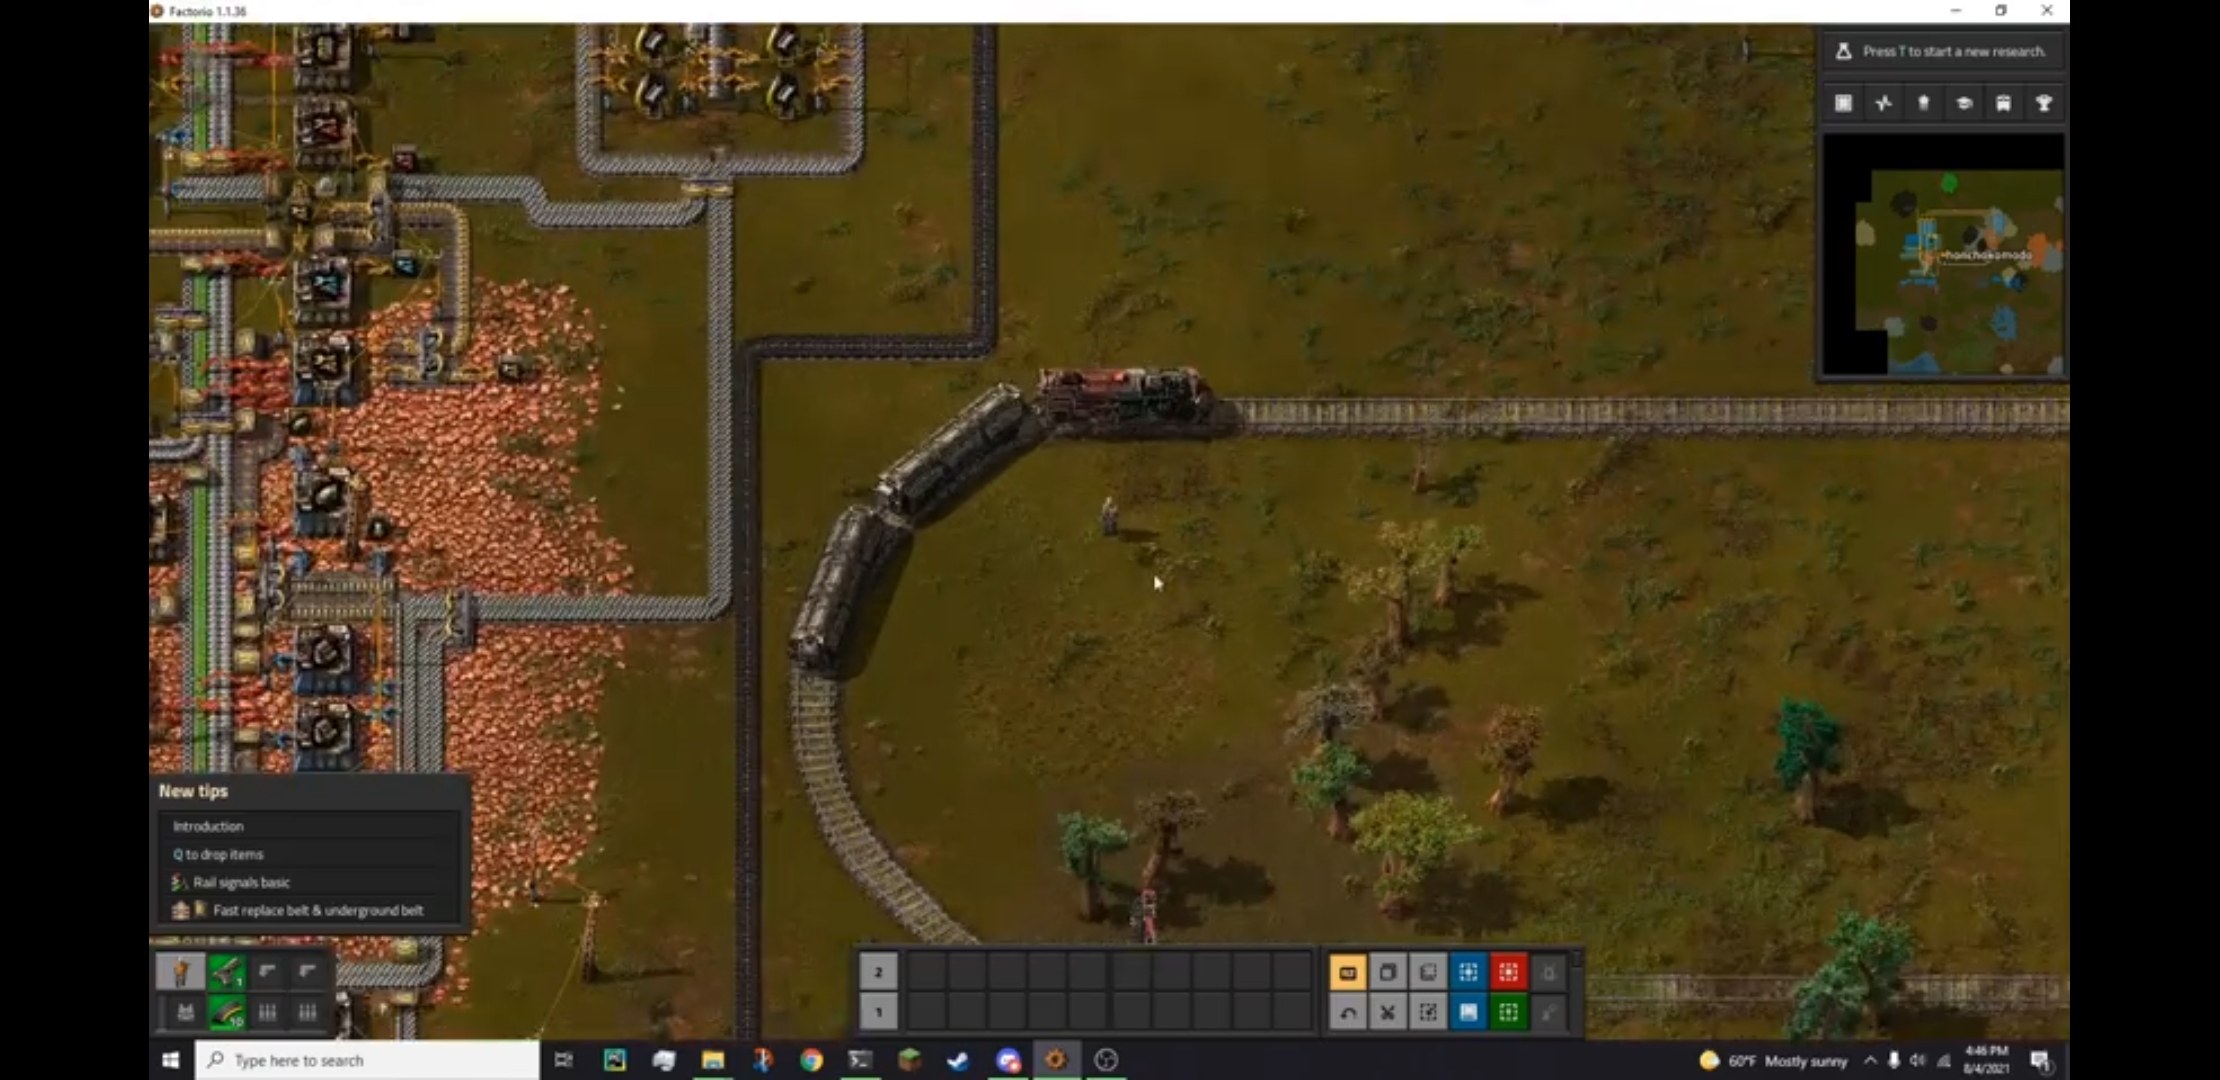 Factorio 1.1.36
Press T to start a new research.
New tips
Introduction
Q to drop items
Rail signals basic
Fast replace belt & underground belt
1
10
2
1
Type here to search
60°F Mostly sunny
4:46 PM
8/4/2021